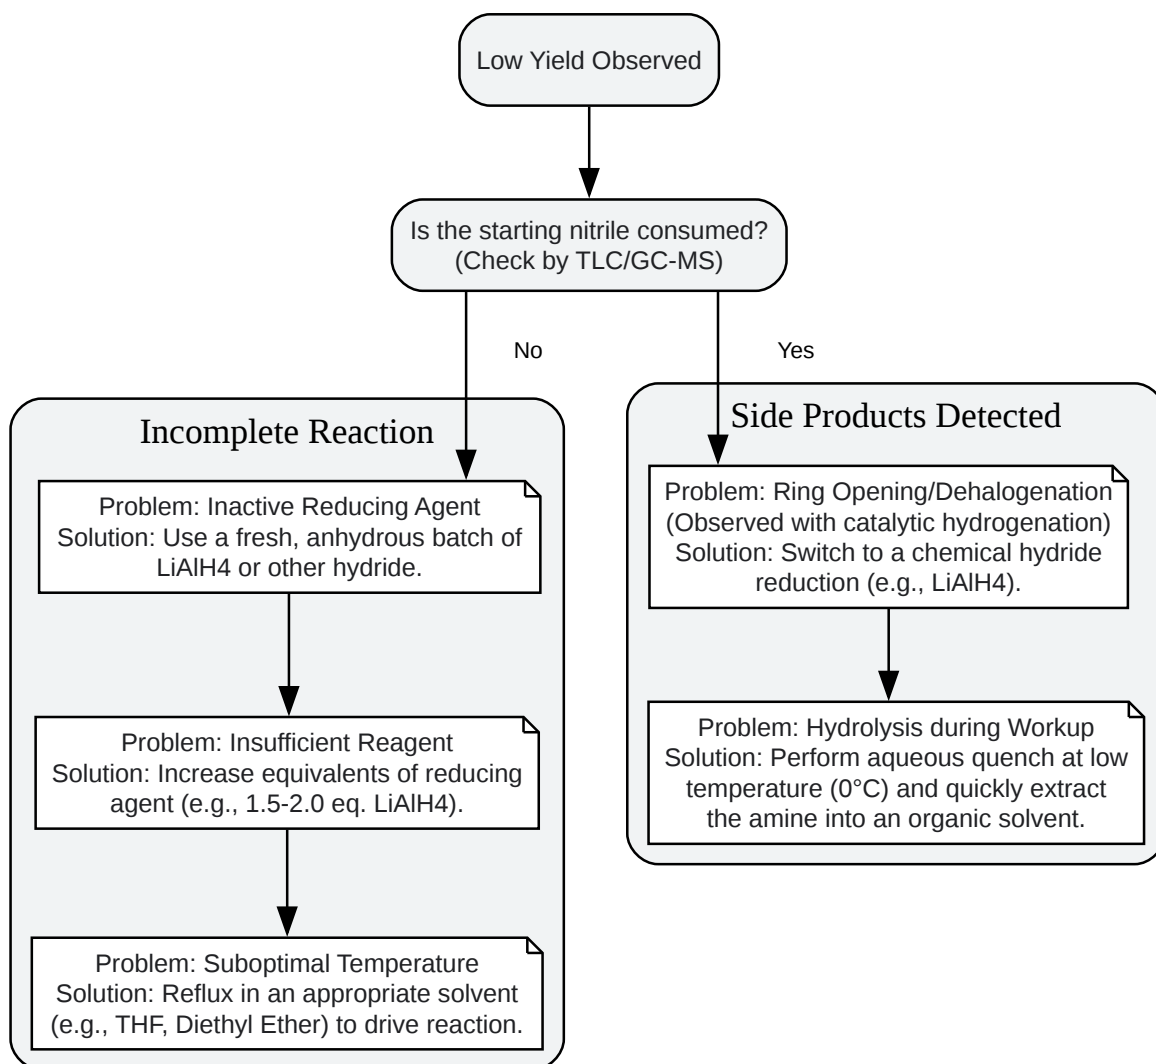 Low Yield Observed
Is the starting nitrile consumed?
(Check by TLC/GC-MS)
No
Yes
Incomplete Reaction
Problem: Inactive Reducing Agent
Solution: Use a fresh, anhydrous batch of
LiAlH4 or other hydride.
Problem: Insufficient Reagent
Solution: Increase equivalents of reducing
agent (e.g., 1.5-2.0 eq. LiAlH4).
Problem: Suboptimal Temperature
Solution: Reflux in an appropriate solvent
(e.g., THF, Diethyl Ether) to drive reaction.
Side Products Detected
Problem: Ring Opening/Dehalogenation
(Observed with catalytic hydrogenation)
Solution: Switch to a chemical hydride
reduction (e.g., LiAlH4).
Problem: Hydrolysis during Workup
Solution: Perform aqueous quench at low
temperature (0°C) and quickly extract
the amine into an organic solvent.